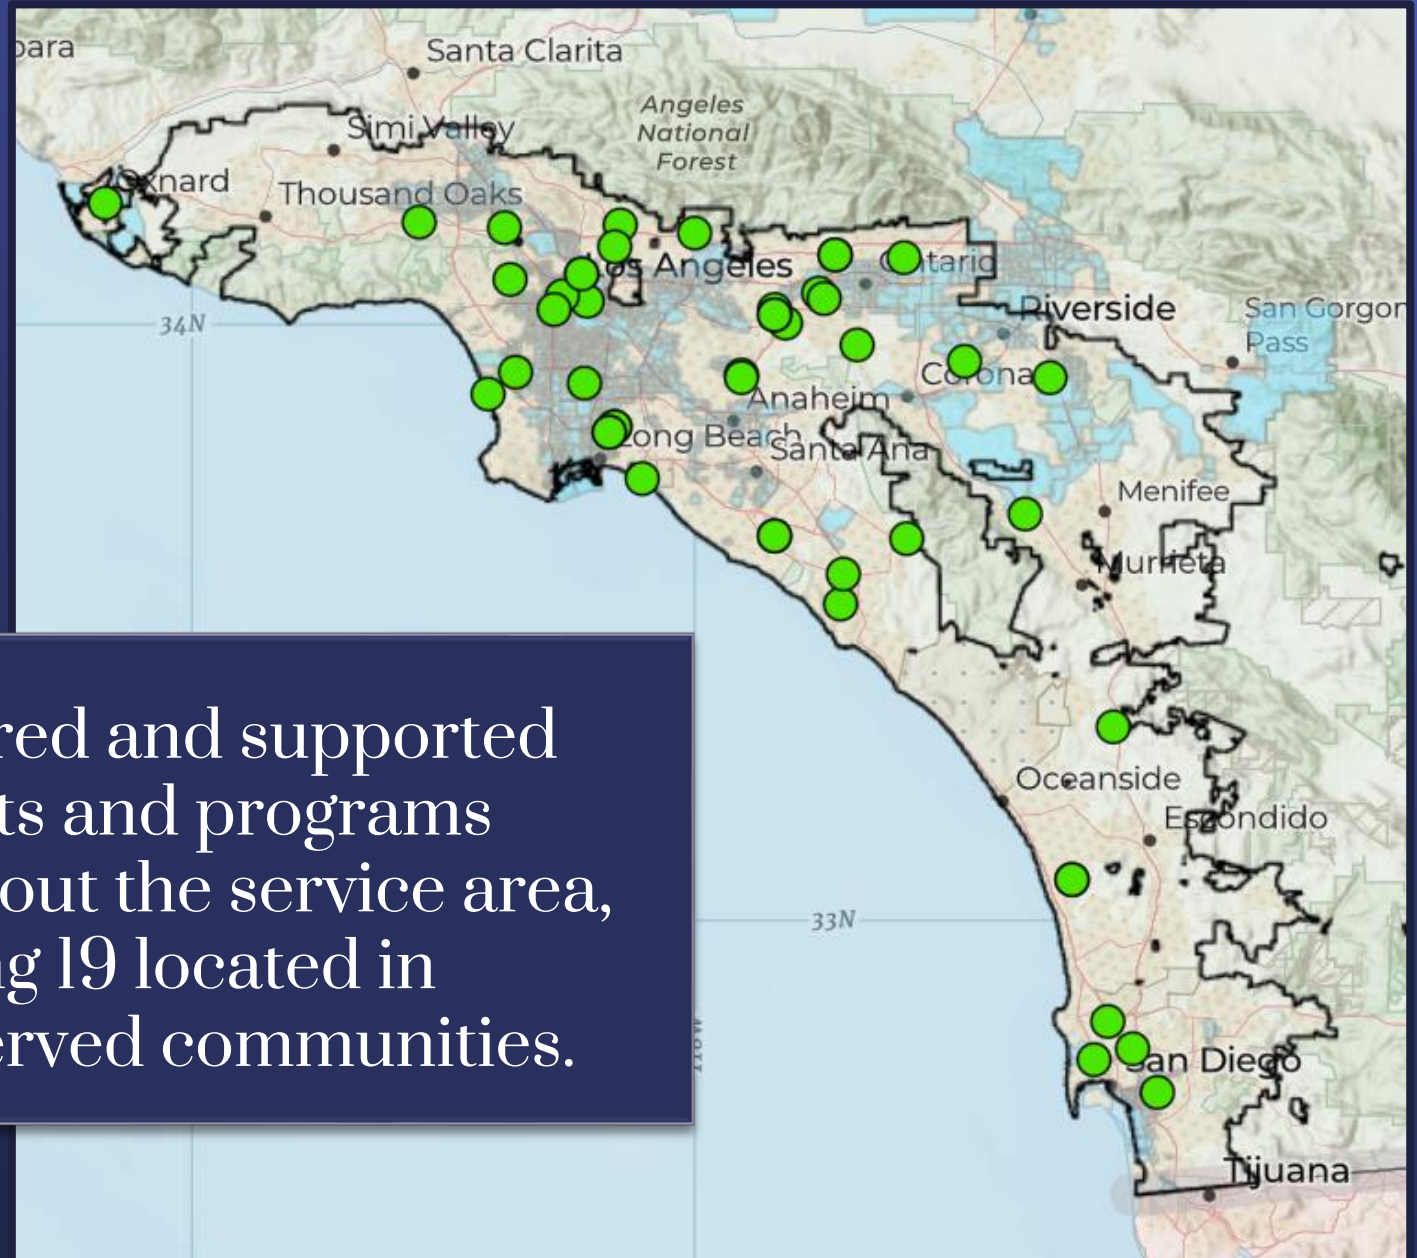 Santa Clarita
Angeles
National
Forest
Simi Valley
Oxnard
Thousand Oaks
Los Angeles
Riverside
San Gorgon
Pass
34N
Corona
Anaheim
Long Beach
Santa Ana
Menifee
Murrieta
red and supported
ts and programs
out the service area,
g 19 located in
erved communities.
Oceanside
Escondido
33N
San Diego
Tijuana